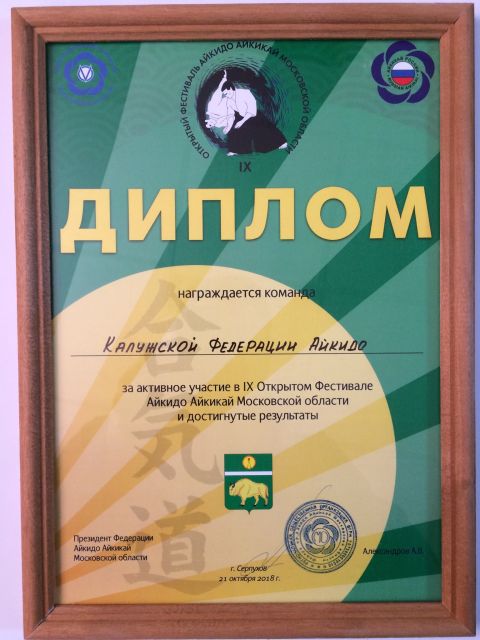 ОТКРЫТЫЙ ФЕСТИВАЛЬ АЙКИДО АЙКИКАЙ МОСКОВСКОЙ ОБЛАСТИ
IX
ДИПЛОМ
награждается команда
Калужской Федерации Айкидо
за активное участие в IX Открытом Фестивале
Айкидо Айкикай Московской области
и достигнутые результаты
合
気
道
Президент Федерации
Айкидо Айкикай
Московской области
Александров А.В.
г. Серпухов
21 октября 2018 г.